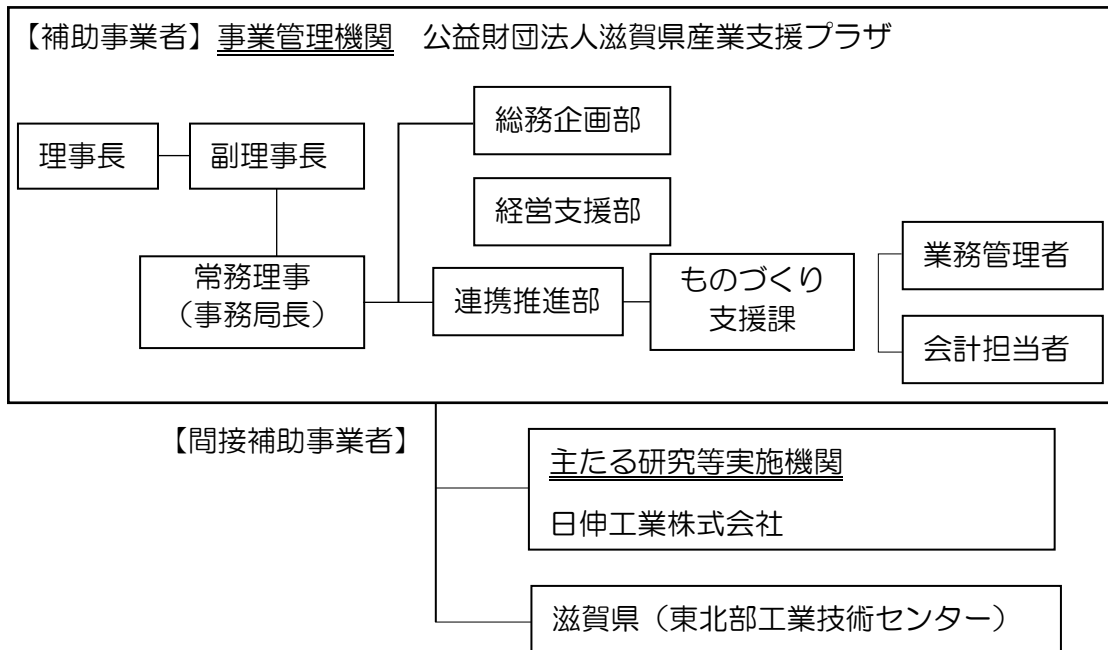 【補助事業者】事業管理機関　公益財団法人滋賀県産業支援プラザ
総務企画部
理事長
副理事長
経営支援部
常務理事
（事務局長）
連携推進部
ものづくり
支援課
業務管理者
会計担当者
【間接補助事業者】
主たる研究等実施機関
日伸工業株式会社
滋賀県（東北部工業技術センター）